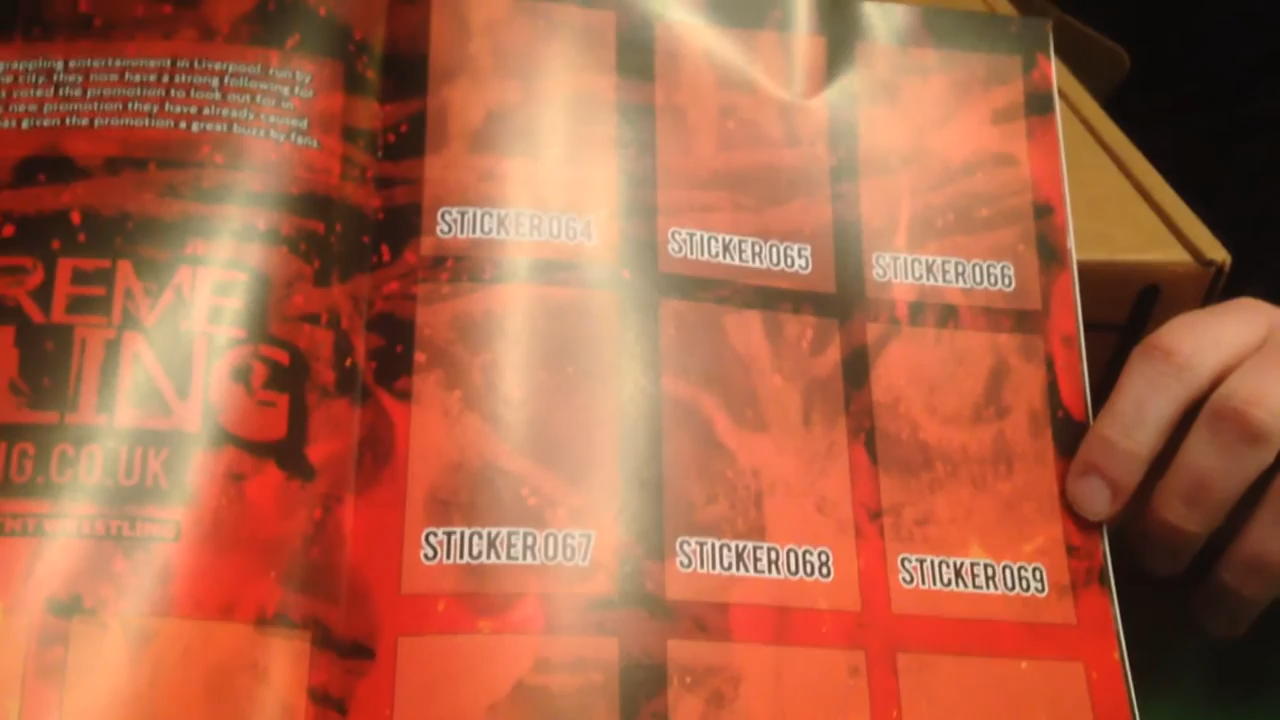 grappling entertainment in Liverpool, run by
city. they now have a strong following for
voted the promotion to look out for in
new promotion they have already caused
has given the promotion a great buzz by fans.
REME
LING
G.CO.UK
NT WRESTLING
STICKER 064
STICKER 065
STICKER 066
STICKER 067
STICKER 068
STICKER 069